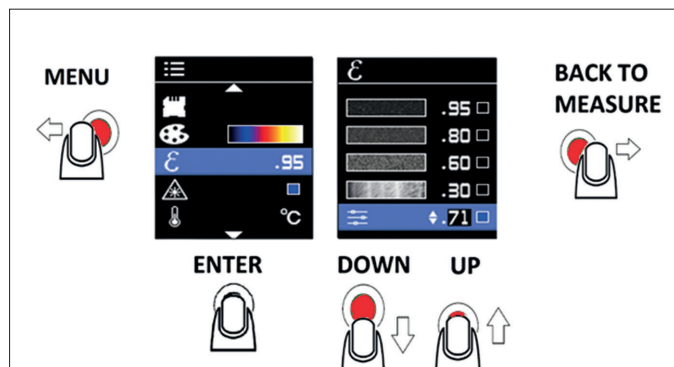 MENU
ε .95
°C
ε
.95
.80
.60
.30
.71
BACK TO
MEASURE
ENTER
DOWN UP